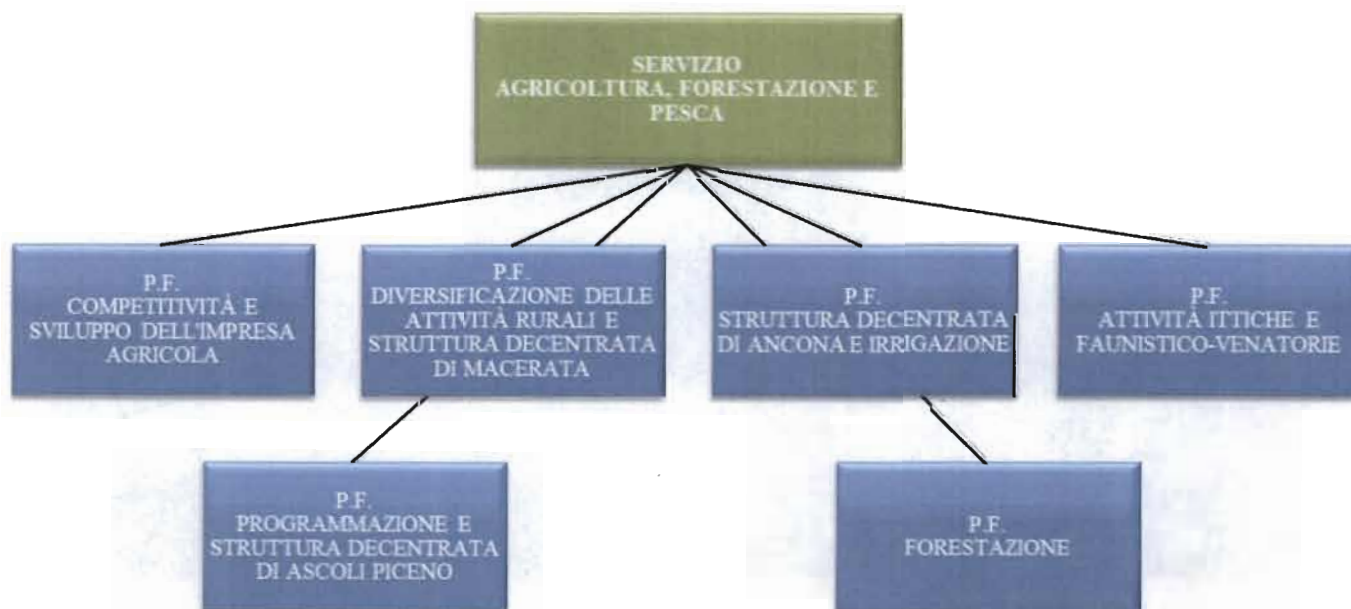 SERVIZIO
AGRICOLTURA, FORESTAZIONE E
PESCA
P.F.
COMPETITIVITÀ E
SVILUPPO DELL'IMPRESA
AGRICOLA
P.F.
DIVERSIFICAZIONE DELLE
ATTIVITÀ RURALI E
STRUTTURA DECENTRATA
DI MACERATA
P.F.
STRUTTURA DECENTRATA
DI ANCONA E IRRIGAZIONE
P.F.
ATTIVITÀ ITTICHE E
FAUNISTICO-VENATORIE
P.F.
PROGRAMMAZIONE E
STRUTTURA DECENTRATA
DI ASCOLI PICENO
P.F.
FORESTAZIONE